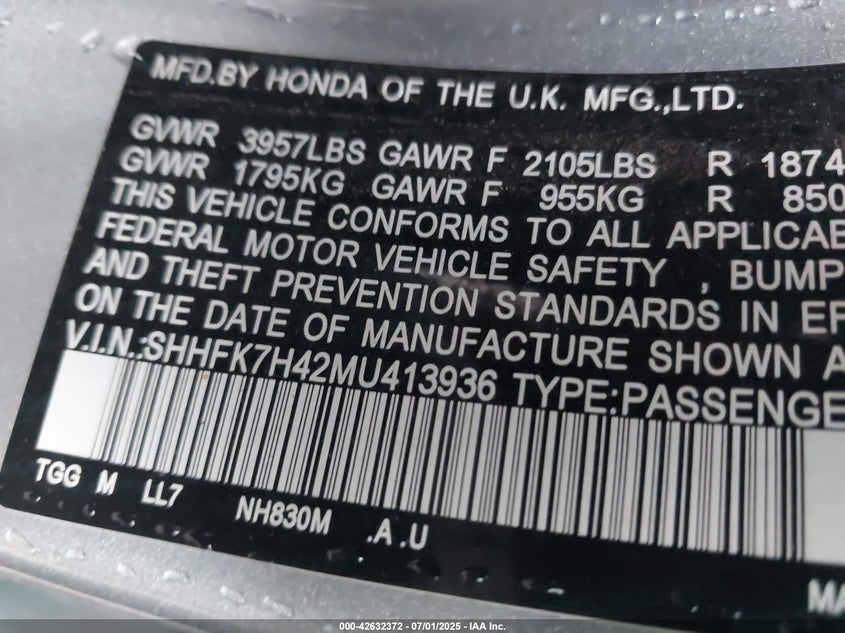 MFD.BY HONDA OF THE U.K. MFG.,LTD.
GVWR 3957LBS GAWR F 2105LBS R 1874
GVWR 1795KG GAWR F 955KG R 850
THIS VEHICLE CONFORMS TO ALL APPLICAB
FEDERAL MOTOR VEHICLE SAFETY , BUMP
AND THEFT PREVENTION STANDARDS IN EF
ON THE DATE OF MANUFACTURE SHOWN A
V.I.N.:SHHFK7H42MU413936 TYPE:PASSENGE
TGG M LL7 NH830M .A .U
MA
000-42632372 / 07/01/2025 - IAA Inc.